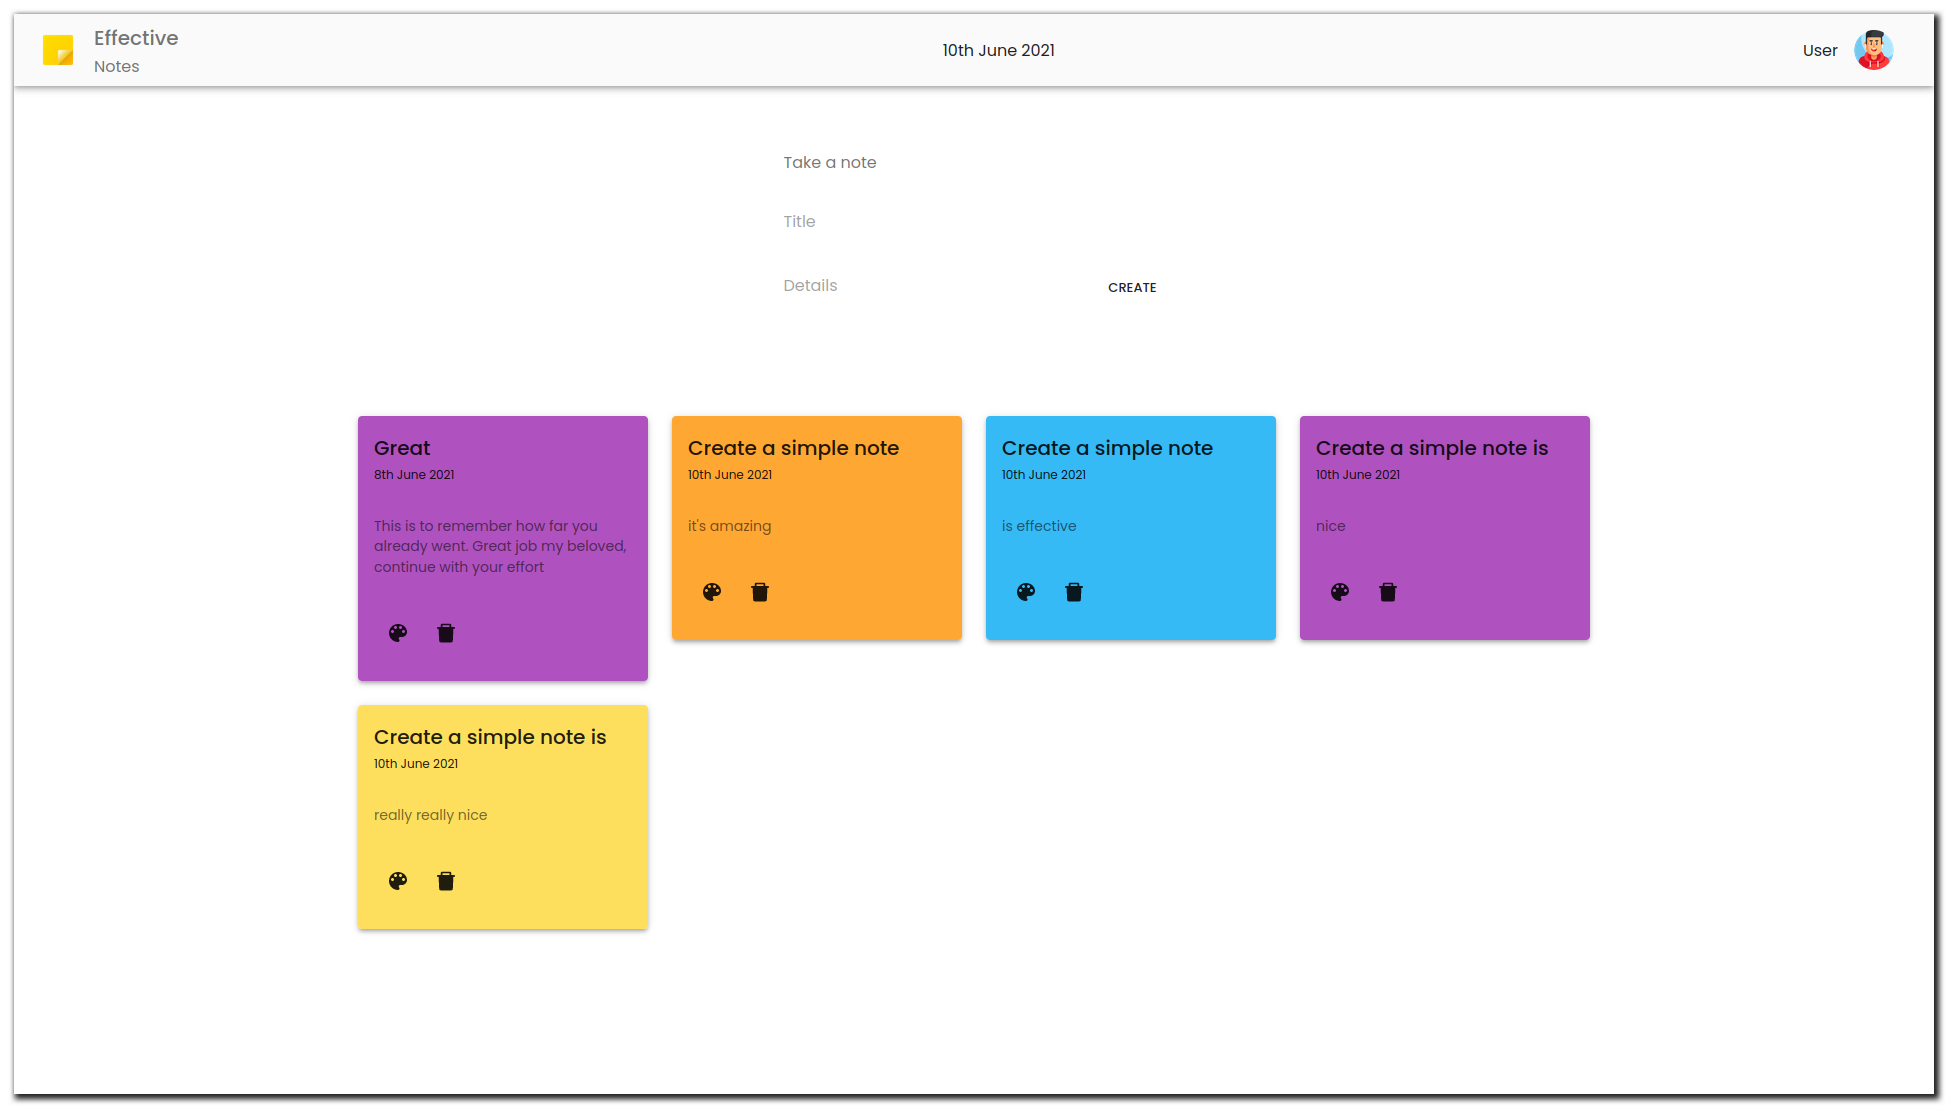 Effective
Notes
10th June 2021
User
Take a note
Title
Details
CREATE
Great
8th June 2021
This is to remember how far you
already went. Great job my beloved,
continue with your effort
Create a simple note
10th June 2021
it's amazing
Create a simple note
10th June 2021
is effective
Create a simple note is
10th June 2021
nice
Create a simple note is
10th June 2021
really really nice